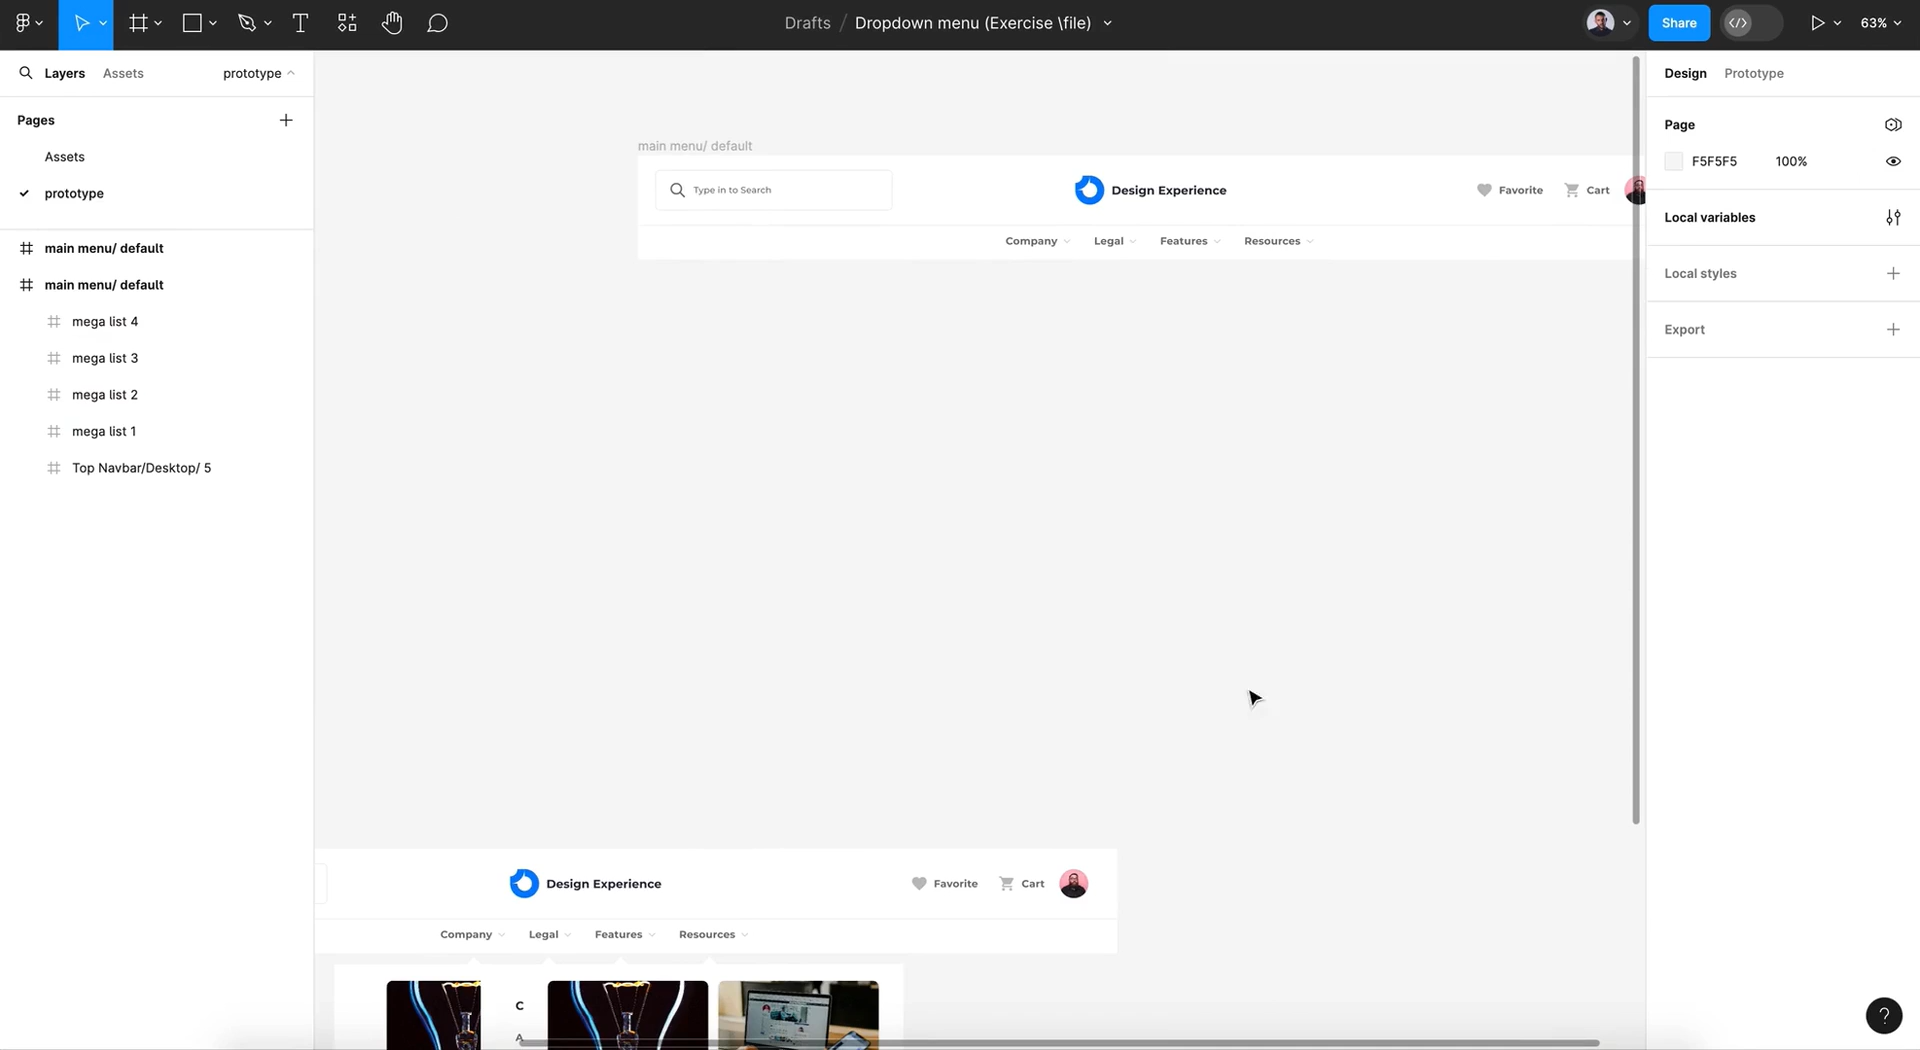 Drafts / Dropdown menu (Exercise \file)
Share
</>
63%
Layers Assets prototype
Pages
Assets
prototype
main menu/ default
main menu/ default
mega list 4
mega list 3
mega list 2
mega list 1
Top Navbar/Desktop/ 5
main menu/ default
Type in to Search
Design Experience
Favorite Cart
Company Legal Features Resources
Design Experience
Favorite Cart
Company Legal Features Resources
C
A
Design Prototype
Page
F5F5F5 100%
Local variables
Local styles
Export
?